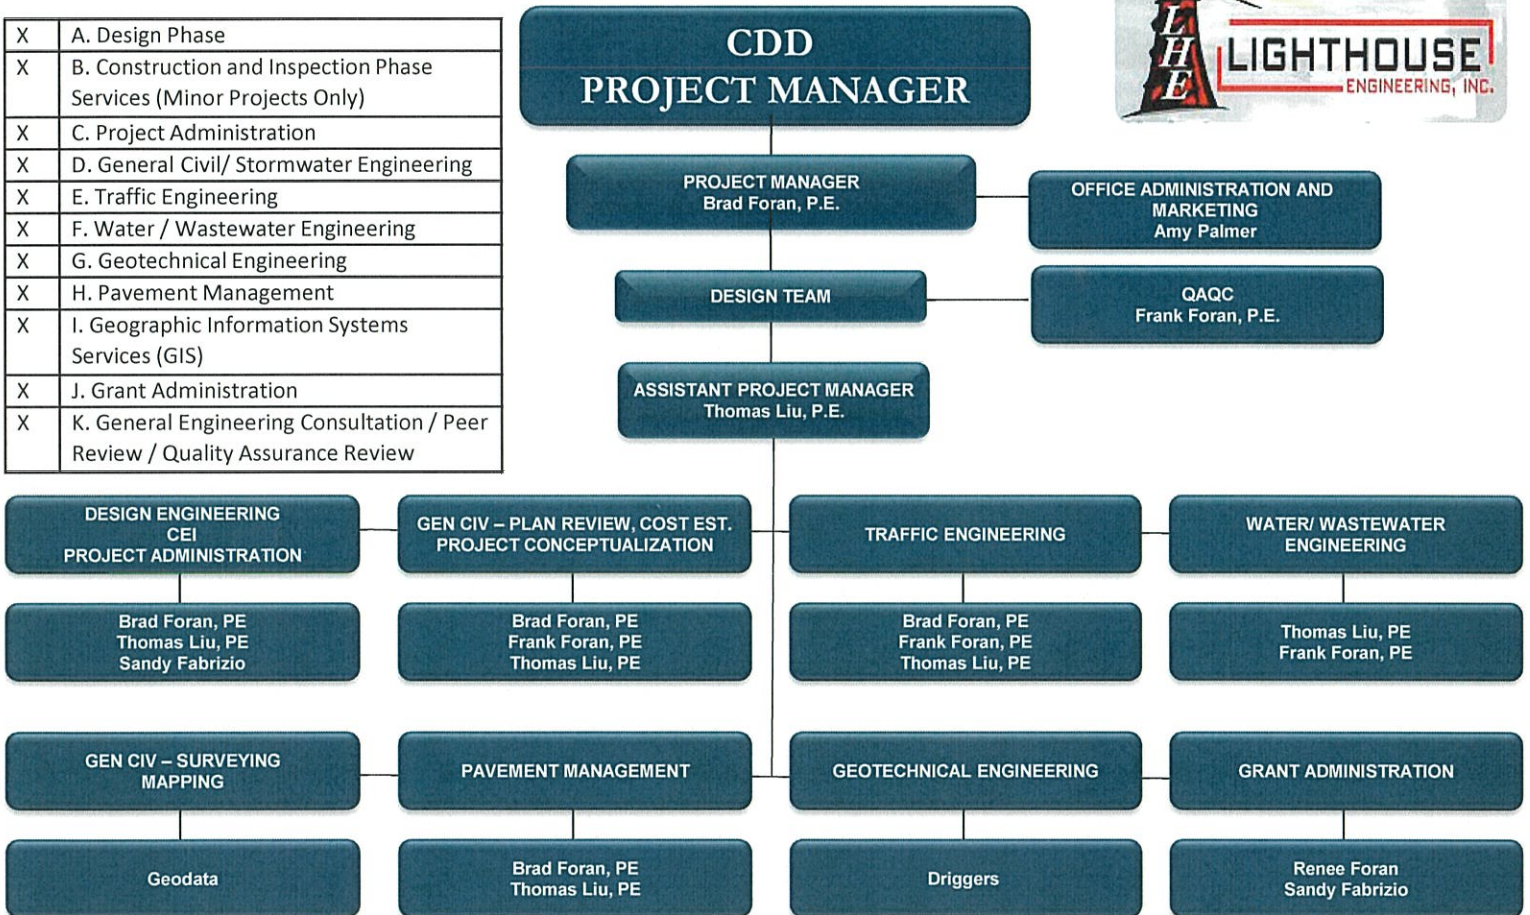 X A. Design Phase
X B. Construction and Inspection Phase
Services (Minor Projects Only)
X C. Project Administration
X D. General Civil/ Stormwater Engineering
X E. Traffic Engineering
X F. Water / Wastewater Engineering
X G. Geotechnical Engineering
X H. Pavement Management
X I. Geographic Information Systems
Services (GIS)
X J. Grant Administration
X K. General Engineering Consultation / Peer
Review / Quality Assurance Review
CDD
PROJECT MANAGER
LHE
LIGHTHOUSE
ENGINEERING, INC.
PROJECT MANAGER
Brad Foran, P.E.
OFFICE ADMINISTRATION AND
MARKETING
Amy Palmer
DESIGN TEAM
QAQC
Frank Foran, P.E.
ASSISTANT PROJECT MANAGER
Thomas Liu, P.E.
DESIGN ENGINEERING
CEI
PROJECT ADMINISTRATION
GEN CIV – PLAN REVIEW, COST EST.
PROJECT CONCEPTUALIZATION
TRAFFIC ENGINEERING
WATER/ WASTEWATER
ENGINEERING
Brad Foran, PE
Thomas Liu, PE
Sandy Fabrizio
Brad Foran, PE
Frank Foran, PE
Thomas Liu, PE
Brad Foran, PE
Frank Foran, PE
Thomas Liu, PE
Thomas Liu, PE
Frank Foran, PE
GEN CIV – SURVEYING
MAPPING
PAVEMENT MANAGEMENT
GEOTECHNICAL ENGINEERING
GRANT ADMINISTRATION
Geodata
Brad Foran, PE
Thomas Liu, PE
Driggers
Renee Foran
Sandy Fabrizio